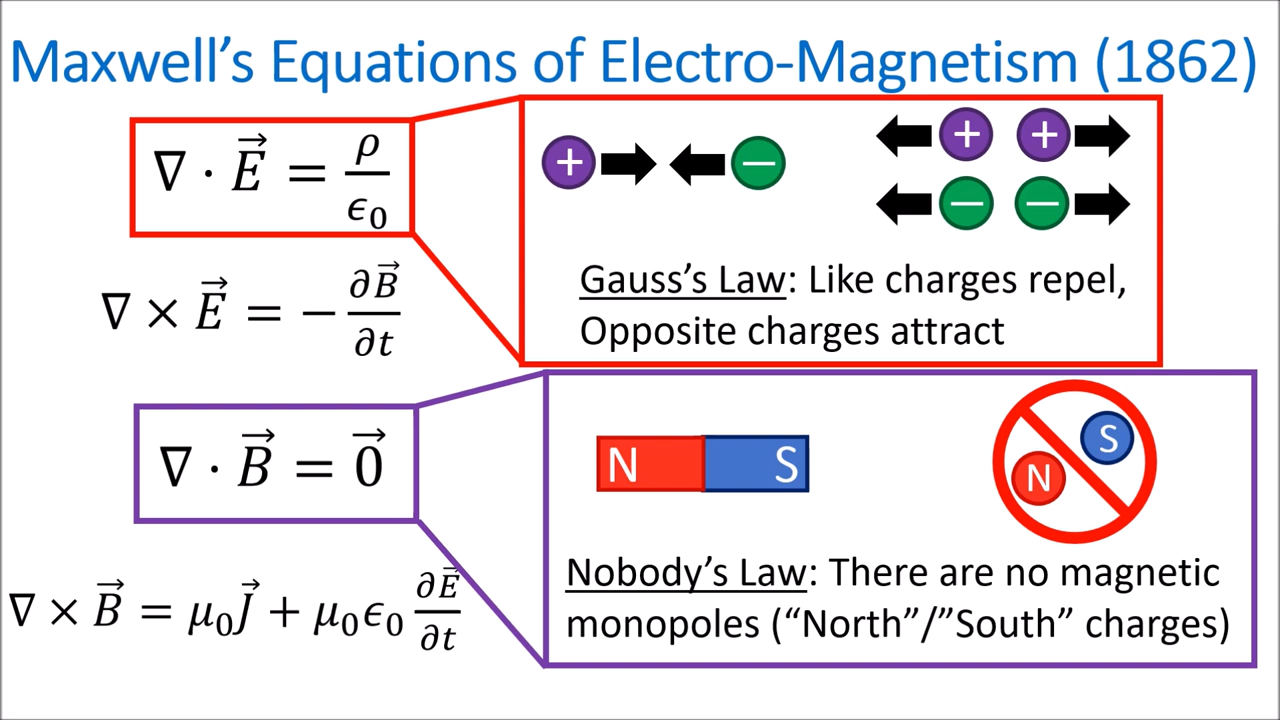 Maxwell's Equations of Electro-Magnetism (1862)
∇ · E⃗ = ρ/ϵ₀
+ − + +
− −
Gauss's Law: Like charges repel,
Opposite charges attract
∇ × E⃗ = − ∂B⃗/∂t
∇ · B⃗ = 0⃗
N S N S
Nobody's Law: There are no magnetic
monopoles (“North”/”South” charges)
∇ × B⃗ = μ₀J⃗ + μ₀ϵ₀ ∂E⃗/∂t